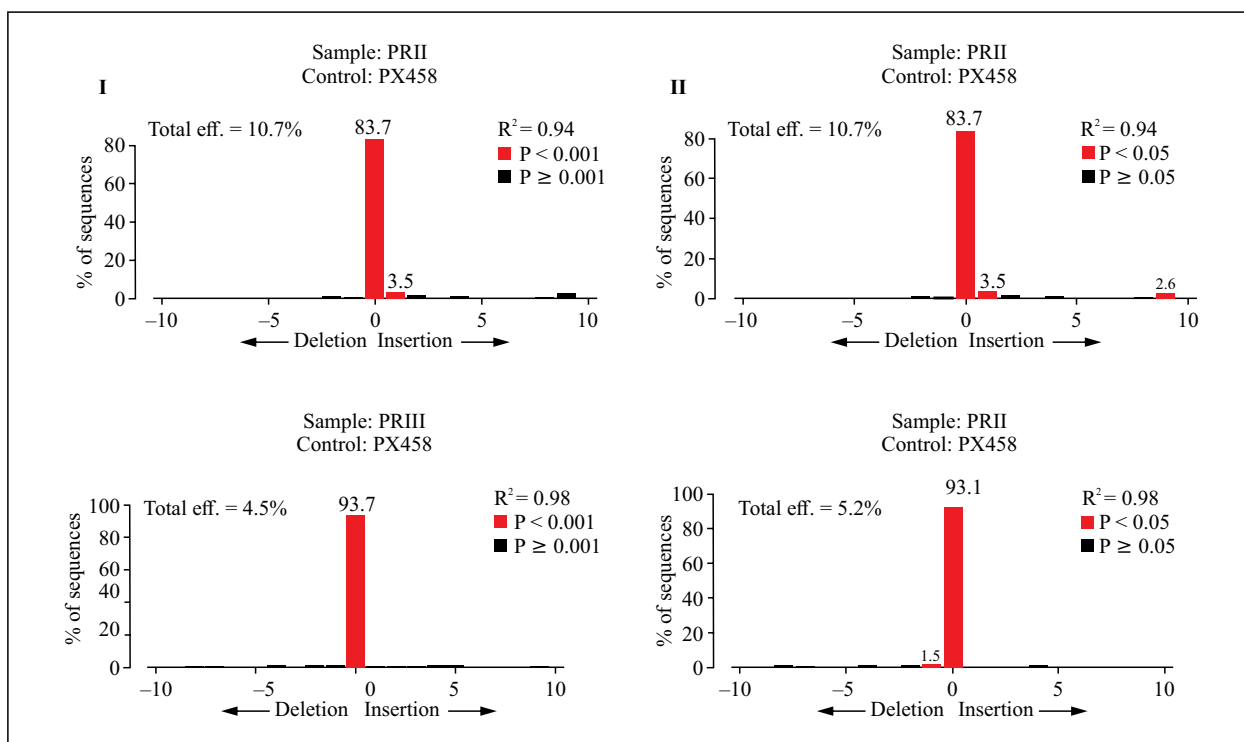 Sample: PRII
Control: PX458
I
Total eff. = 10.7%
83.7
R² = 0.94
P < 0.001
P ≥ 0.001
% of sequences
80
60
40
20
0
3.5
–10
–5
0
5
10
Deletion Insertion
Sample: PRII
Control: PX458
II
Total eff. = 10.7%
83.7
R² = 0.94
P < 0.05
P ≥ 0.05
% of sequences
80
60
40
20
0
3.5
2.6
–10
–5
0
5
10
Deletion Insertion
Sample: PRIII
Control: PX458
Total eff. = 4.5%
93.7
R² = 0.98
P < 0.001
P ≥ 0.001
% of sequences
100
80
60
40
20
0
–10
–5
0
5
10
Deletion Insertion
Sample: PRII
Control: PX458
Total eff. = 5.2%
93.1
R² = 0.98
P < 0.05
P ≥ 0.05
% of sequences
100
80
60
40
20
0
1.5
–10
–5
0
5
10
Deletion Insertion